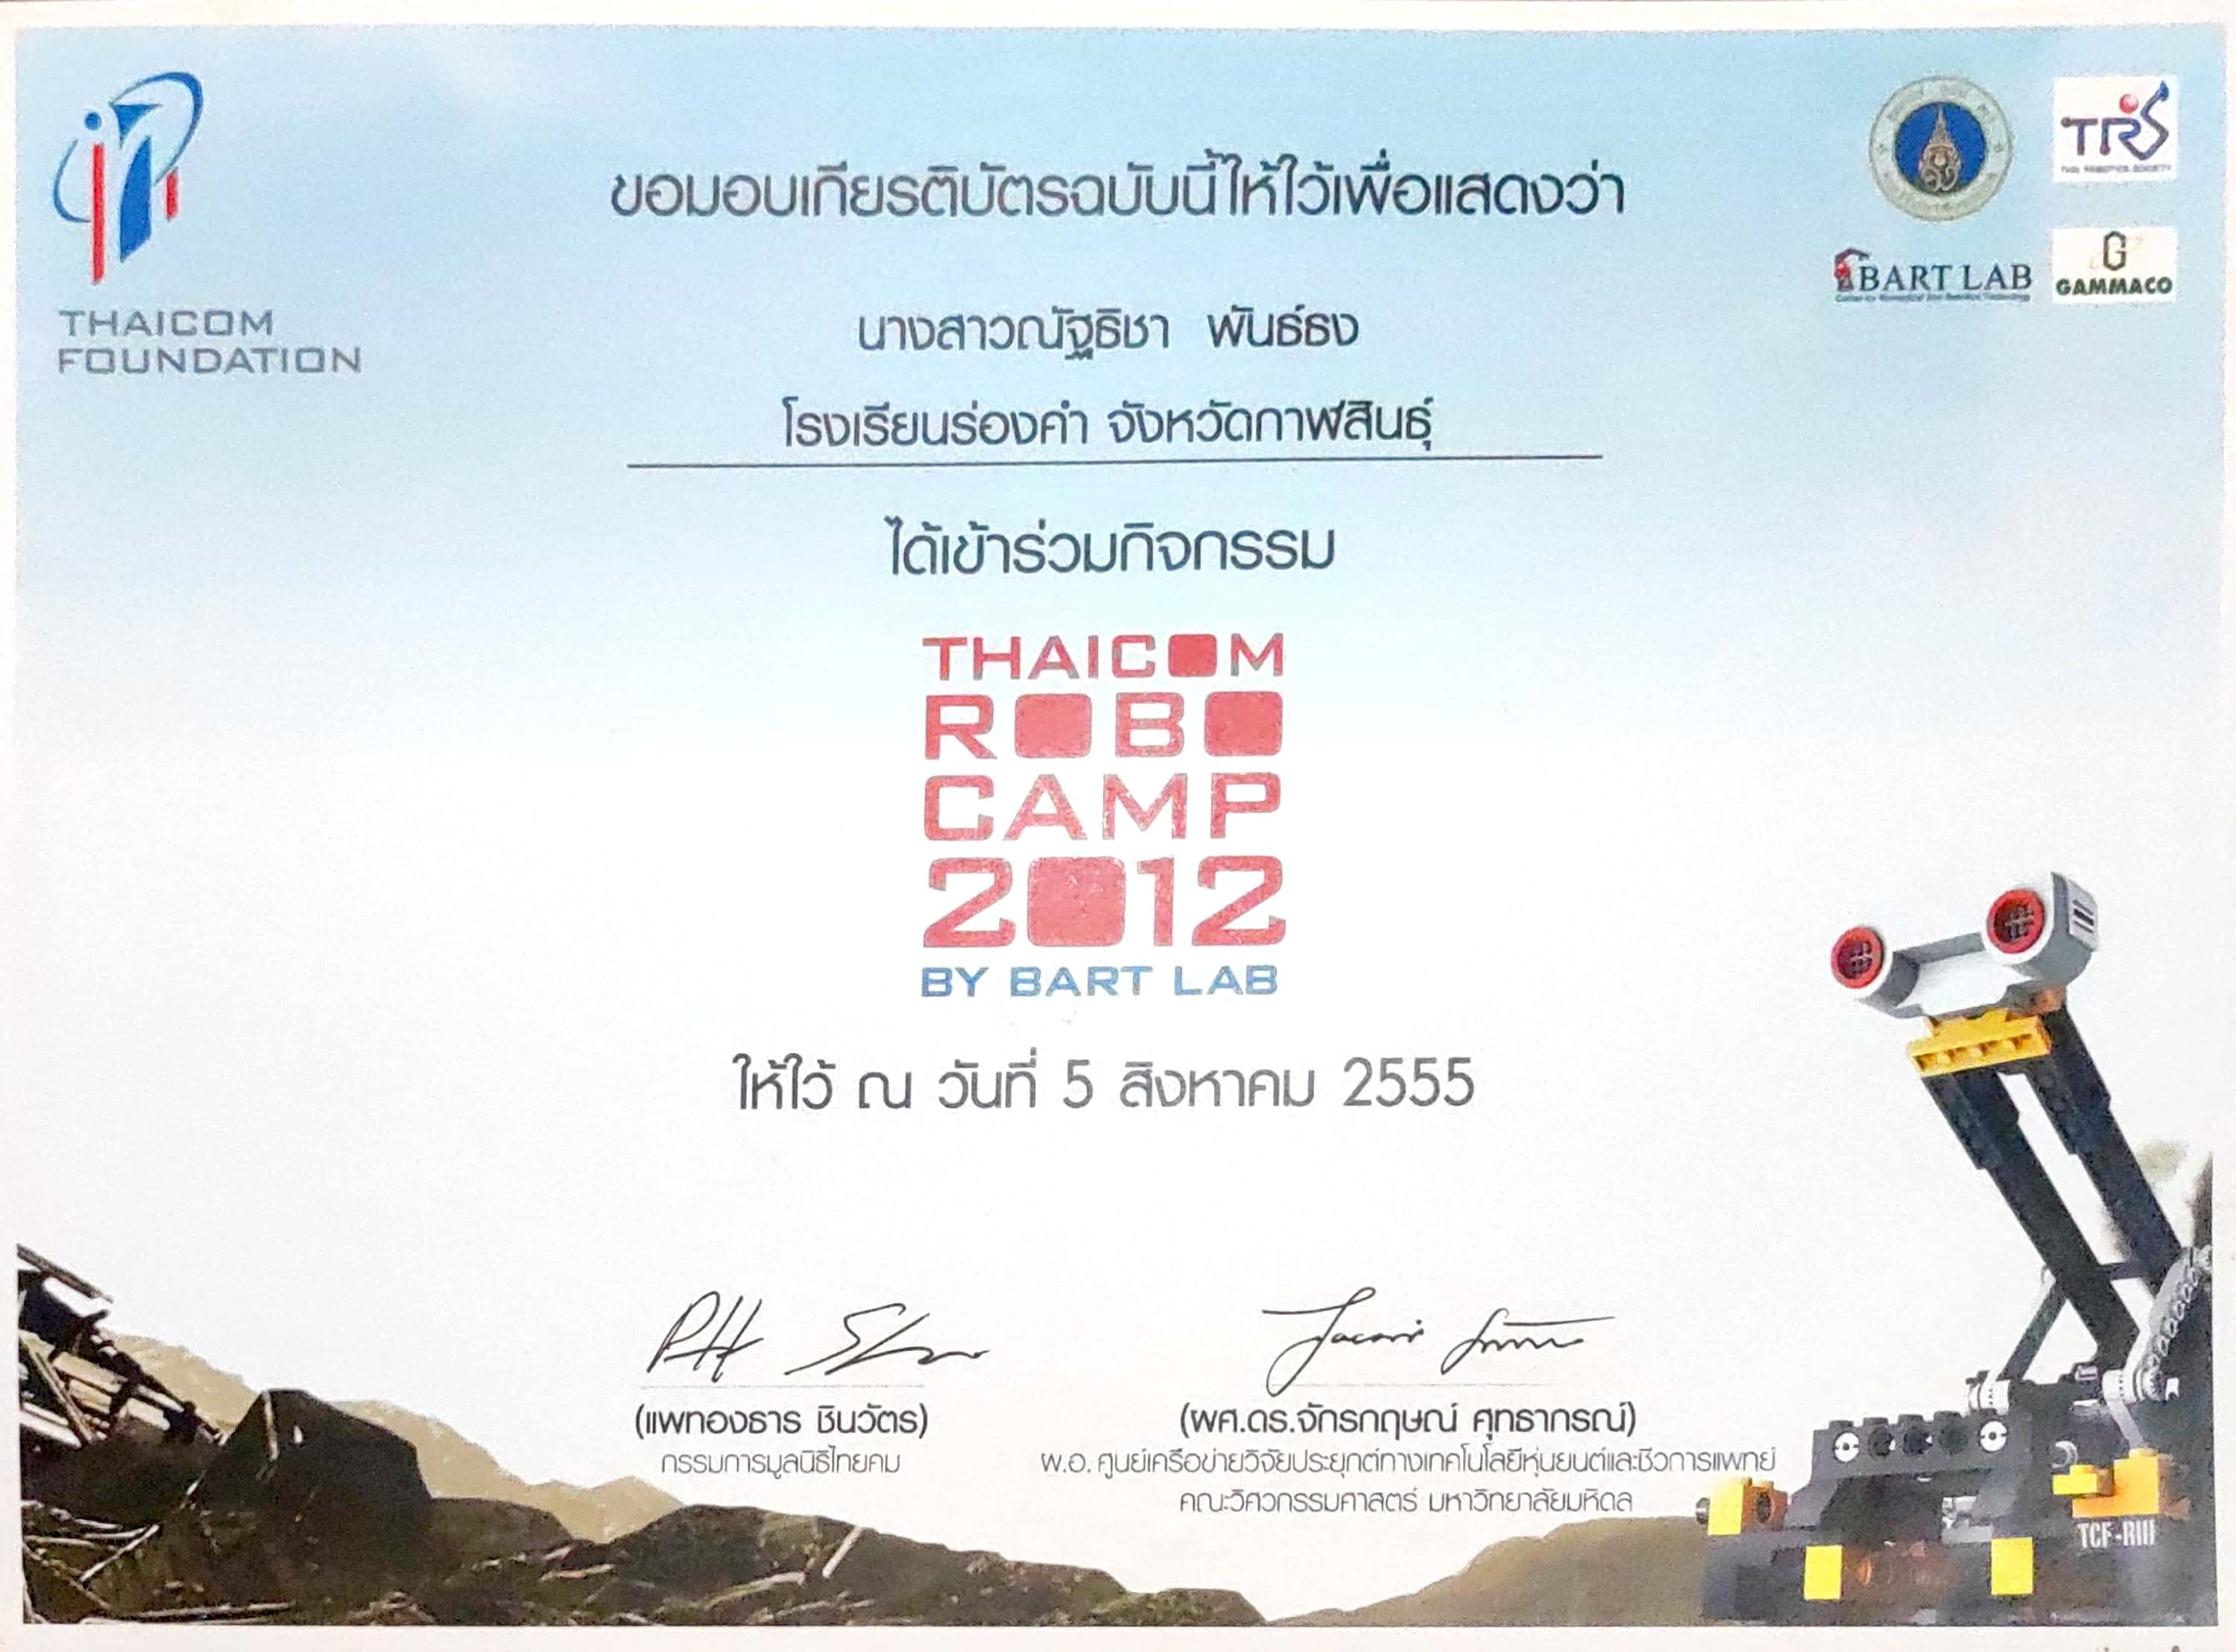 THAICOM
FOUNDATION
TRS
THAI ROBOTICS SOCIETY
BART LAB
G
GAMMACO
ขอมอบเกียรติบัตรฉบับนี้ให้ไว้เพื่อแสดงว่า
นางสาวณัฐธิชา พันธ์ธง
โรงเรียนร่องคำ จังหวัดกาฬสินธุ์
ได้เข้าร่วมกิจกรรม
THAICOM
ROBO
CAMP
2012
BY BART LAB
ให้ไว้ ณ วันที่ 5 สิงหาคม 2555
(แพทองธาร ชินวัตร)
กรรมการมูลนิธิไทยคม
(ผศ.ดร.จักรกฤษณ์ ศุทธากรณ์)
ผ.อ. ศูนย์เครือข่ายวิจัยประยุกต์ทางเทคโนโลยีหุ่นยนต์และชีวการแพทย์
คณะวิศวกรรมศาสตร์ มหาวิทยาลัยมหิดล
TCF-RIII